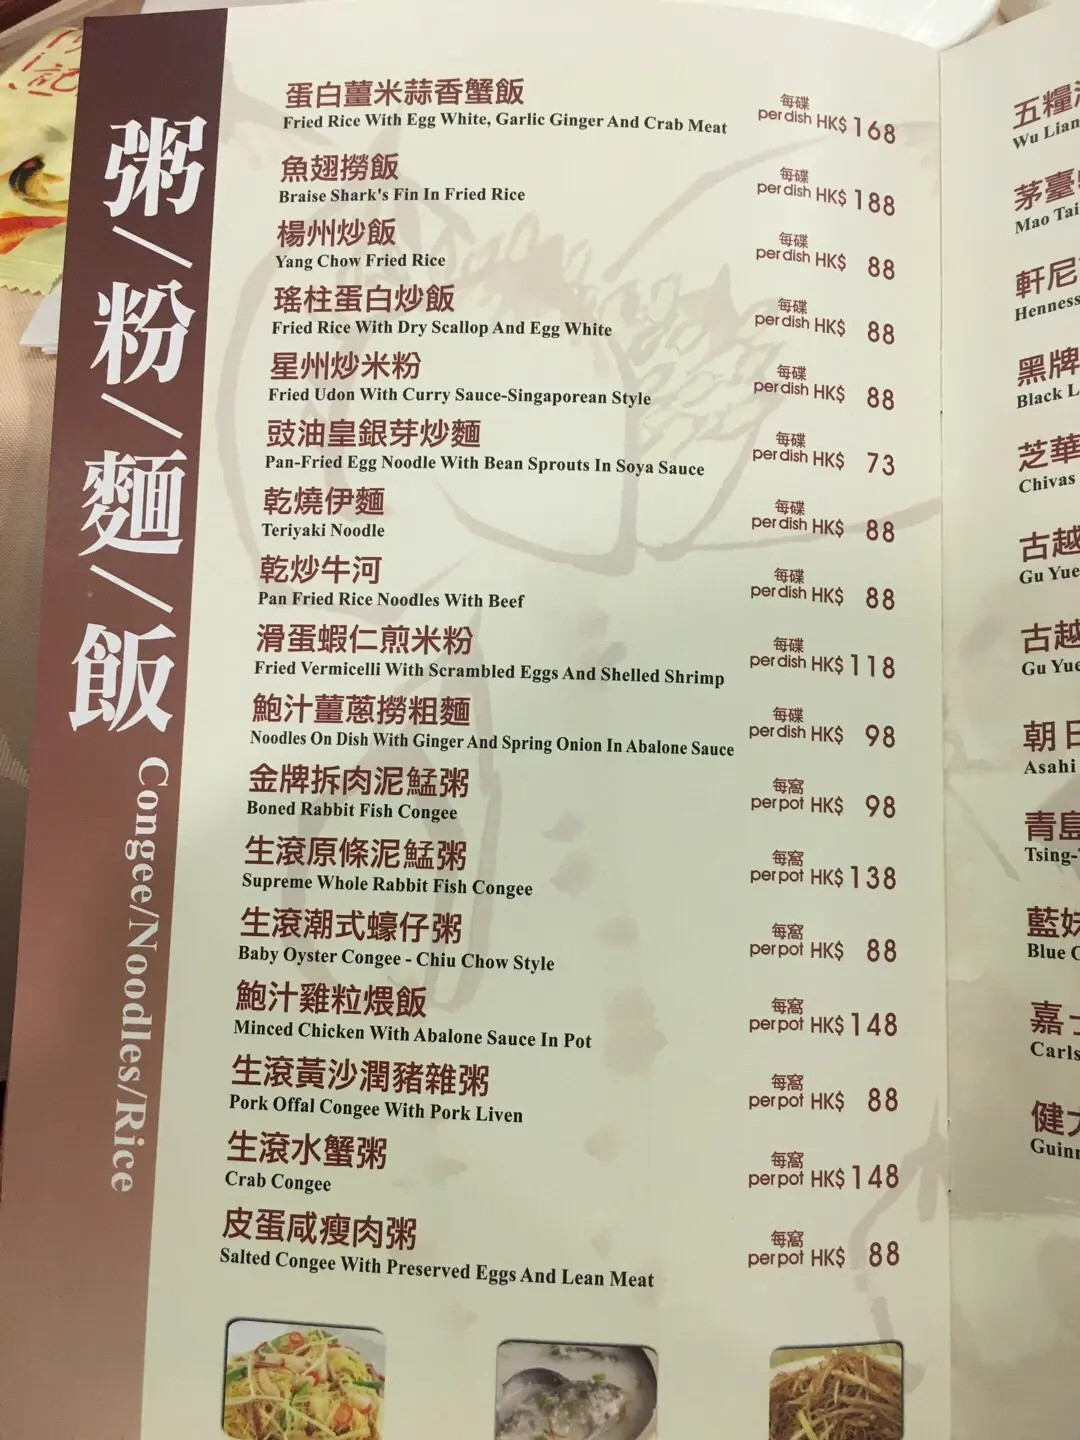 粥/粉/麵/飯
Congee/Noodles/Rice
蛋白薑米蒜香蟹飯 每碟
Fried Rice With Egg White, Garlic Ginger And Crab Meat per dish HK$ 168
魚翅撈飯 每碟
Braise Shark's Fin In Fried Rice per dish HK$ 188
楊州炒飯 每碟
Yang Chow Fried Rice per dish HK$ 88
瑤柱蛋白炒飯 每碟
Fried Rice With Dry Scallop And Egg White per dish HK$ 88
星州炒米粉 每碟
Fried Udon With Curry Sauce-Singaporean Style per dish HK$ 88
豉油皇銀芽炒麵 每碟
Pan-Fried Egg Noodle With Bean Sprouts In Soya Sauce per dish HK$ 73
乾燒伊麵 每碟
Teriyaki Noodle per dish HK$ 88
乾炒牛河 每碟
Pan Fried Rice Noodles With Beef per dish HK$ 88
滑蛋蝦仁煎米粉 每碟
Fried Vermicelli With Scrambled Eggs And Shelled Shrimp per dish HK$ 118
鮑汁薑蔥撈粗麵 每碟
Noodles On Dish With Ginger And Spring Onion In Abalone Sauce per dish HK$ 98
金牌拆肉泥鯭粥 每窩
Boned Rabbit Fish Congee per pot HK$ 98
生滾原條泥鯭粥 每窩
Supreme Whole Rabbit Fish Congee per pot HK$ 138
生滾潮式蠔仔粥 每窩
Baby Oyster Congee - Chiu Chow Style per pot HK$ 88
鮑汁雞粒煨飯 每窩
Minced Chicken With Abalone Sauce In Pot per pot HK$ 148
生滾黃沙潤豬雜粥 每窩
Pork Offal Congee With Pork Liven per pot HK$ 88
生滾水蟹粥 每窩
Crab Congee per pot HK$ 148
皮蛋咸瘦肉粥 每窩
Salted Congee With Preserved Eggs And Lean Meat per pot HK$ 88
五糧
Wu Lian
茅臺
Mao Tai
軒尼
Henness
黑牌
Black L
芝華
Chivas
古越
Gu Yue
古越
Gu Yue
朝日
Asahi
青島
Tsing-
藍妹
Blue G
嘉士
Carls
健力
Guinn